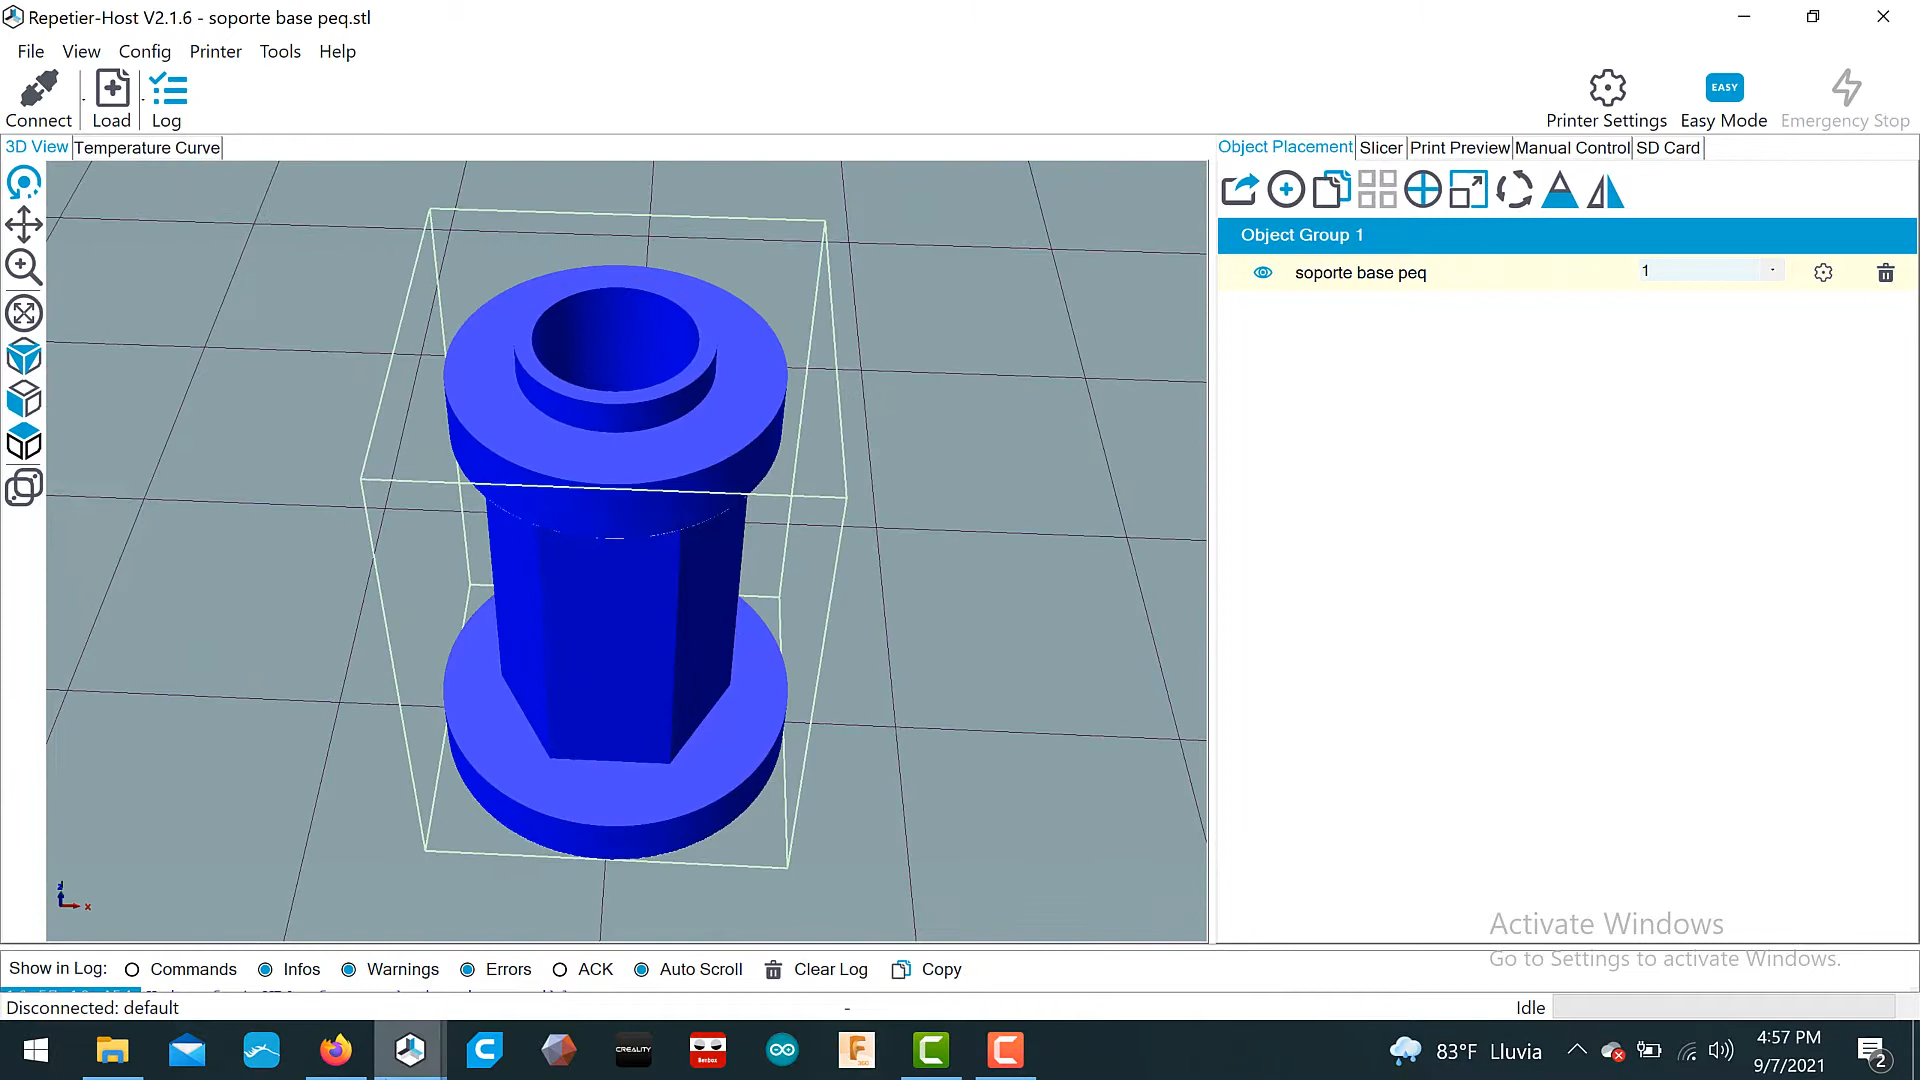 Repetier-Host V2.1.6 - soporte base peq.stl
File View Config Printer Tools Help
Connect Load Log
Printer Settings Easy Mode Emergency Stop
EASY
3D View Temperature Curve
Object Placement Slicer Print Preview Manual Control SD Card
Object Group 1
soporte base peq 1
z
x
Activate Windows
Go to Settings to activate Windows.
Show in Log: Commands Infos Warnings Errors ACK Auto Scroll Clear Log Copy
Disconnected: default - Idle
CREALITY
Benbox
F
360
83°F Lluvia
4:57 PM
9/7/2021
2